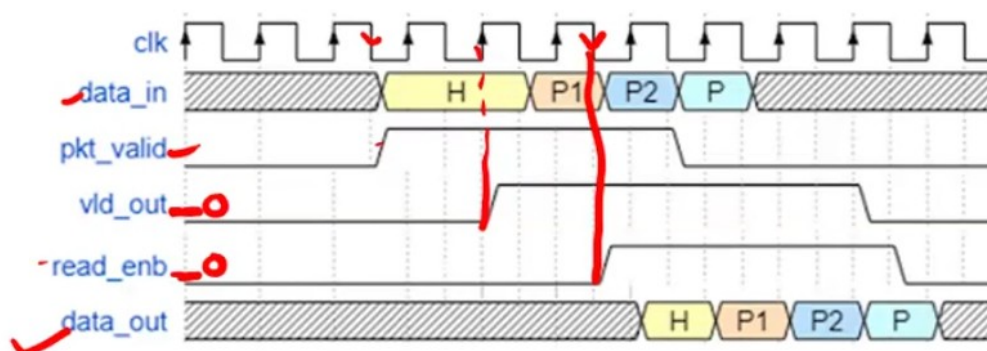 clk
data_in H P1 P2 P
pkt_valid
vld_out
read_enb
data_out H P1 P2 P